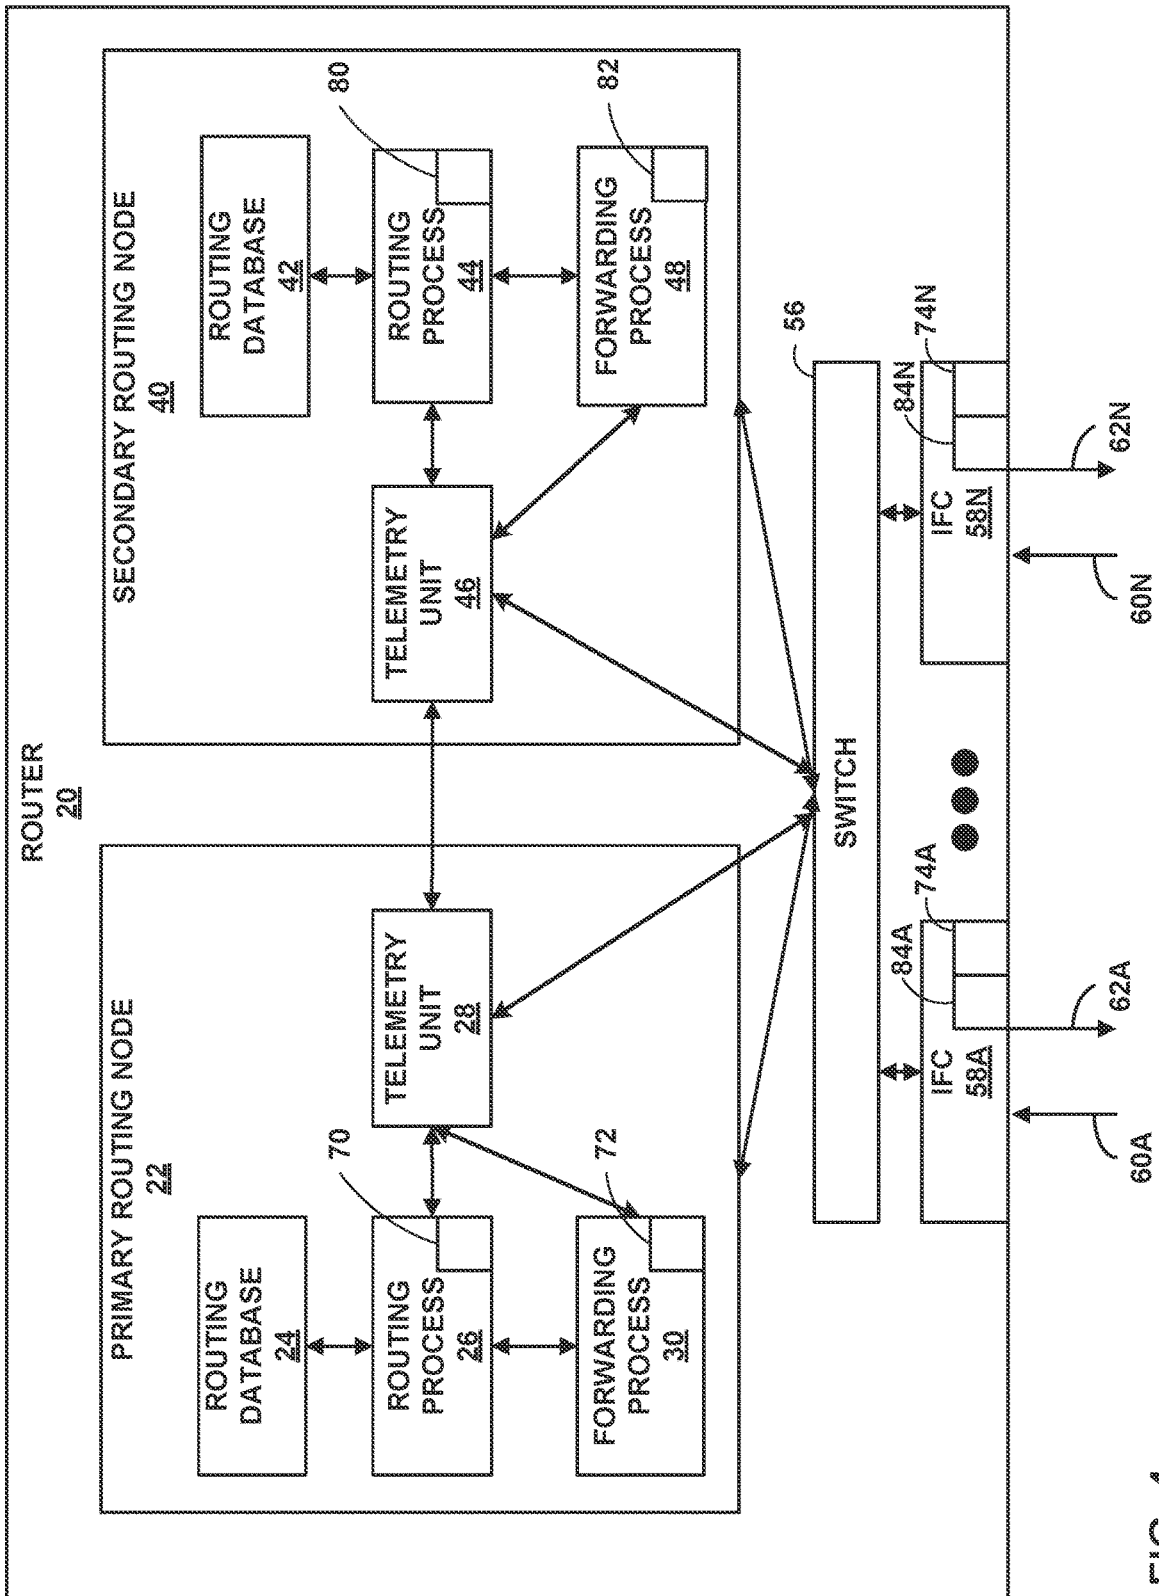 ROUTER
20
PRIMARY ROUTING NODE
22
ROUTING
DATABASE
24
ROUTING
PROCESS
26
70
FORWARDING
PROCESS
30
72
TELEMETRY
UNIT
28
SECONDARY ROUTING NODE
40
TELEMETRY
UNIT
46
ROUTING
DATABASE
42
ROUTING
PROCESS
44
80
FORWARDING
PROCESS
48
82
SWITCH
56
IFC
58A
84A
74A
60A
62A
IFC
58N
84N
74N
60N
62N